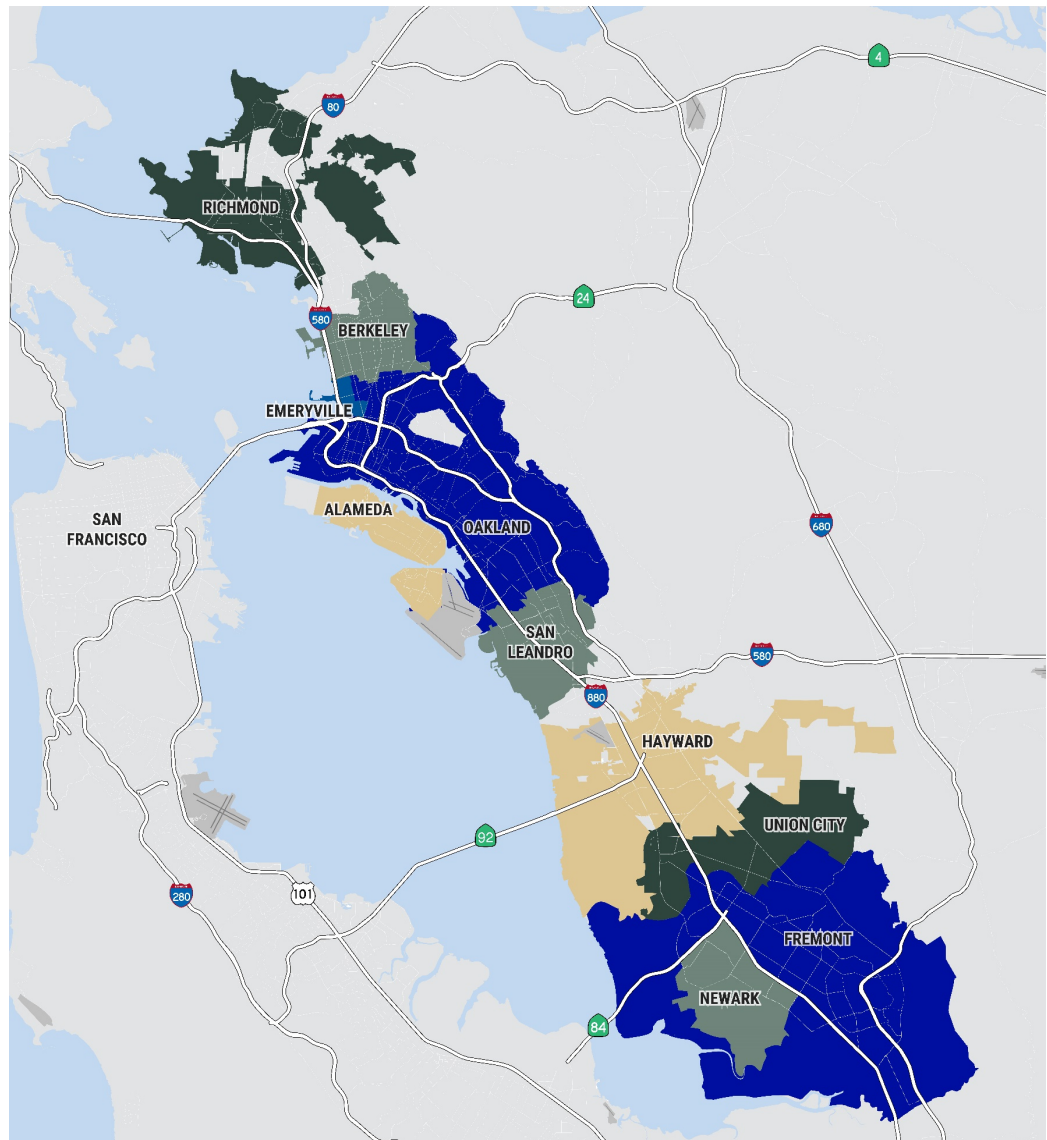 4
80
RICHMOND
24
580
BERKELEY
EMERYVILLE
ALAMEDA
SAN
FRANCISCO
OAKLAND
680
SAN
LEANDRO
580
880
HAYWARD
UNION CITY
92
280
101
FREMONT
NEWARK
84